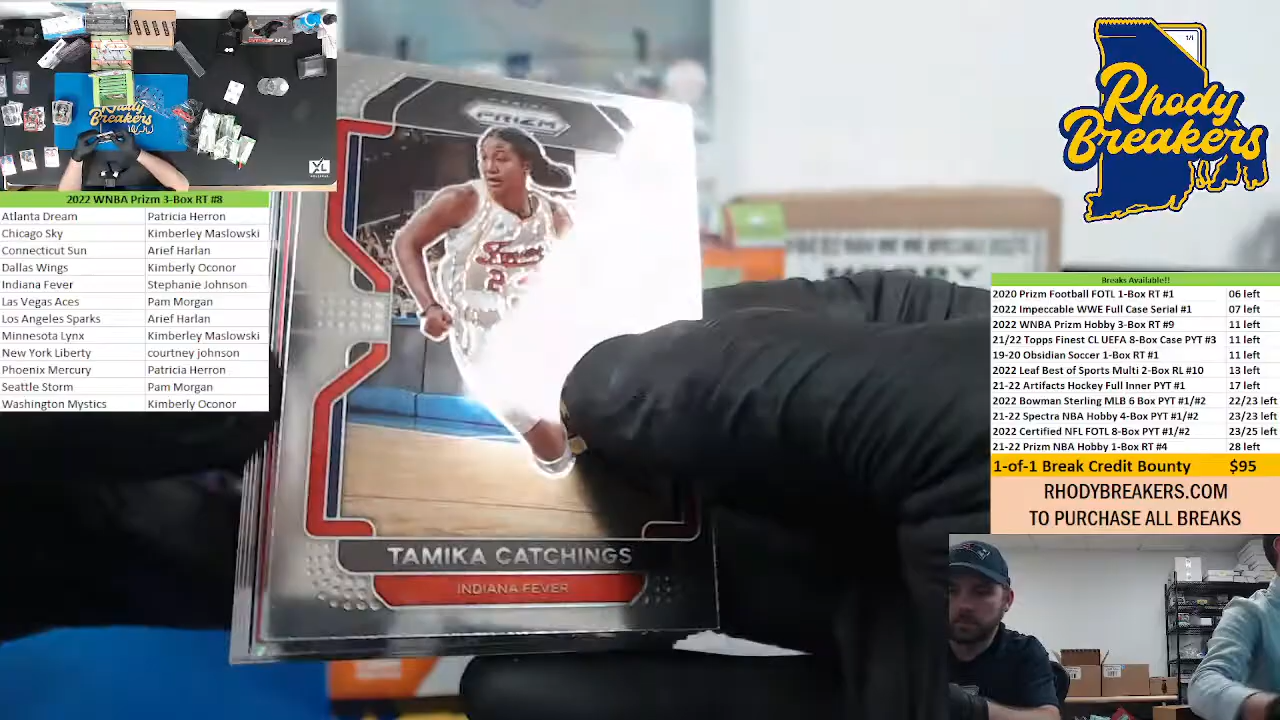 2022 WNBA Prizm 3-Box RT #8
Atlanta Dream Patricia Herron
Chicago Sky Kimberley Maslowski
Connecticut Sun Arief Harlan
Dallas Wings Kimberly Oconor
Indiana Fever Stephanie Johnson
Las Vegas Aces Pam Morgan
Los Angeles Sparks Arief Harlan
Minnesota Lynx Kimberley Maslowski
New York Liberty courtney johnson
Phoenix Mercury Patricia Herron
Seattle Storm Pam Morgan
Washington Mystics Kimberly Oconor
Rhody
Breakers
XL
PRIZM
TAMIKA CATCHINGS
INDIANA FEVER
1/1
Rhody
Breakers
Breaks Available!!
2020 Prizm Football FOTL 1-Box RT #1 06 left
2022 Impeccable WWE Full Case Serial #1 07 left
2022 WNBA Prizm Hobby 3-Box RT #9 11 left
21/22 Topps Finest CL UEFA 8-Box Case PYT #3 11 left
19-20 Obsidian Soccer 1-Box RT #1 11 left
2022 Leaf Best of Sports Multi 2-Box RL #10 13 left
21-22 Artifacts Hockey Full Inner PYT #1 17 left
2022 Bowman Sterling MLB 6 Box PYT #1/#2 22/23 left
21-22 Spectra NBA Hobby 4-Box PYT #1/#2 23/23 left
2022 Certified NFL FOTL 8-Box PYT #1/#2 23/25 left
21-22 Prizm NBA Hobby 1-Box RT #4 28 left
1-of-1 Break Credit Bounty $95
RHODYBREAKERS.COM
TO PURCHASE ALL BREAKS